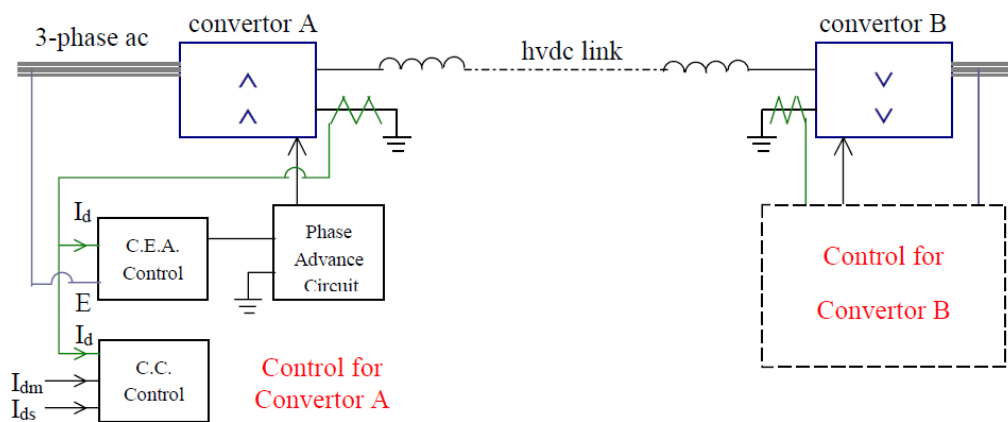 convertor A
convertor B
3-phase ac
hvdc link
I_d
C.E.A.
Control
Phase
Advance
Circuit
E
I_d
C.C.
Control
I_dm
I_ds
Control for
Convertor A
Control for
Convertor B